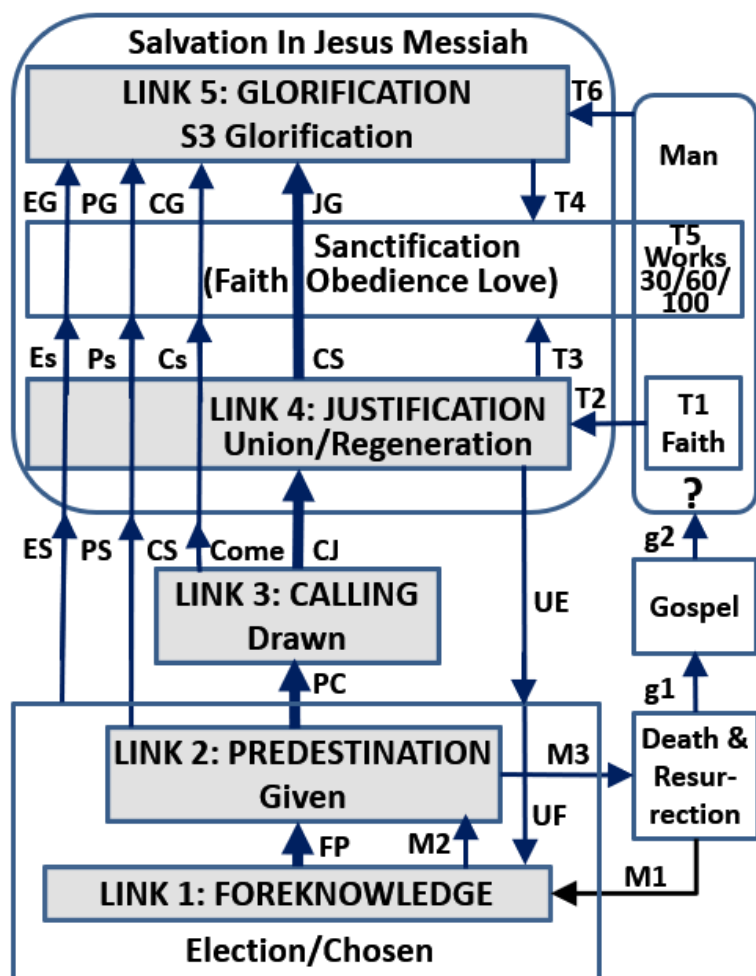 Salvation In Jesus Messiah
LINK 5: GLORIFICATION
S3 Glorification
T6
Man
EG PG CG JG T4
Sanctification
(Faith Obedience Love)
T5
Works
30/60/
100
Es Ps Cs CS T3
T2
LINK 4: JUSTIFICATION
Union/Regeneration
T1
Faith
?
ES PS CS Come CJ
g2
LINK 3: CALLING
Drawn
UE
Gospel
PC
g1
LINK 2: PREDESTINATION
Given
M3
Death &
Resur-
rection
FP M2 UF
M1
LINK 1: FOREKNOWLEDGE
Election/Chosen